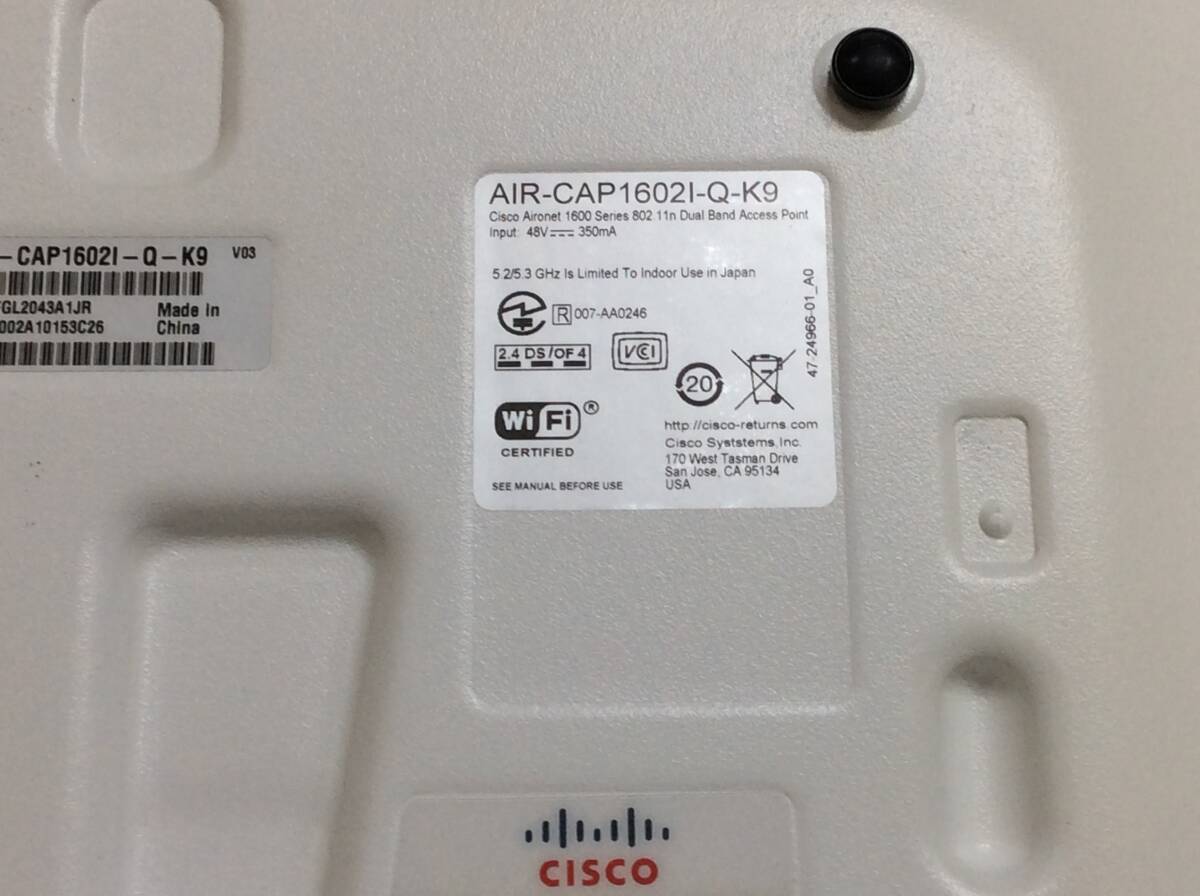 -CAP1602I-Q-K9 V03
GL2043A1JR
Made in
China
002A10153C26
AIR-CAP1602I-Q-K9
Cisco Aironet 1600 Series 802.11n Dual Band Access Point
Input: 48V 350mA
5.2/5.3 GHz Is Limited To Indoor Use in Japan
R 007-AA0246
2.4 DS/OF 4
VCI
20
47-24966-01_A0
Wi Fi ®
CERTIFIED
http://cisco-returns.com
Cisco Syststems,Inc.
170 West Tasman Drive
San Jose, CA 95134
USA
SEE MANUAL BEFORE USE
CISCO